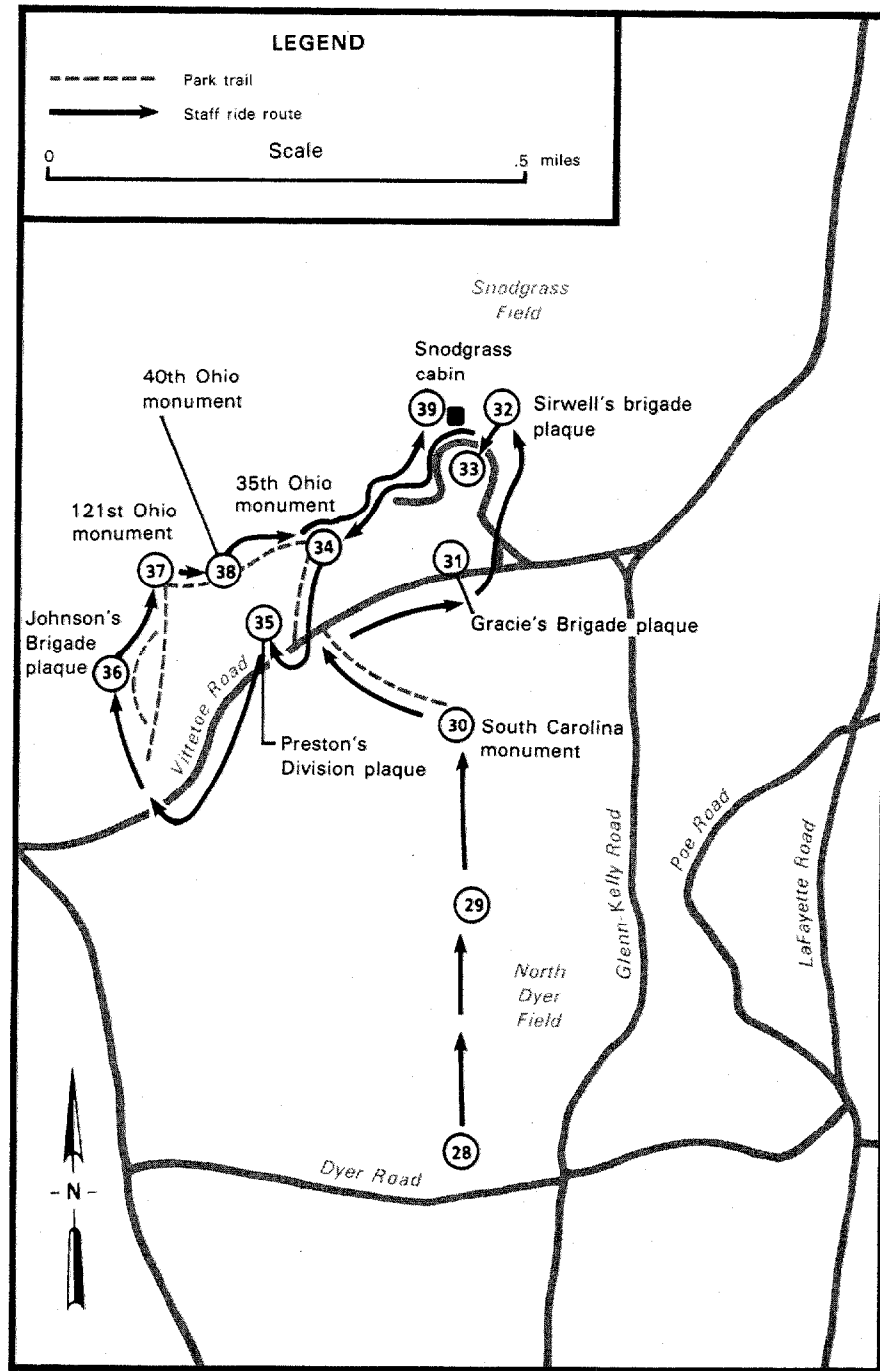 LEGEND
Park trail
Staff ride route
Scale
0
.5 miles
Snodgrass
Field
Snodgrass
cabin
40th Ohio
monument
39
32
Sirwell's brigade
plaque
33
35th Ohio
monument
121st Ohio
monument
34
31
37
38
Gracie's Brigade plaque
Johnson's
Brigade
plaque
35
36
Vittetoe Road
30
South Carolina
monument
Preston's
Division plaque
Glenn-Kelly Road
Poe Road
LaFayette Road
29
North
Dyer
Field
28
Dyer Road
- N -